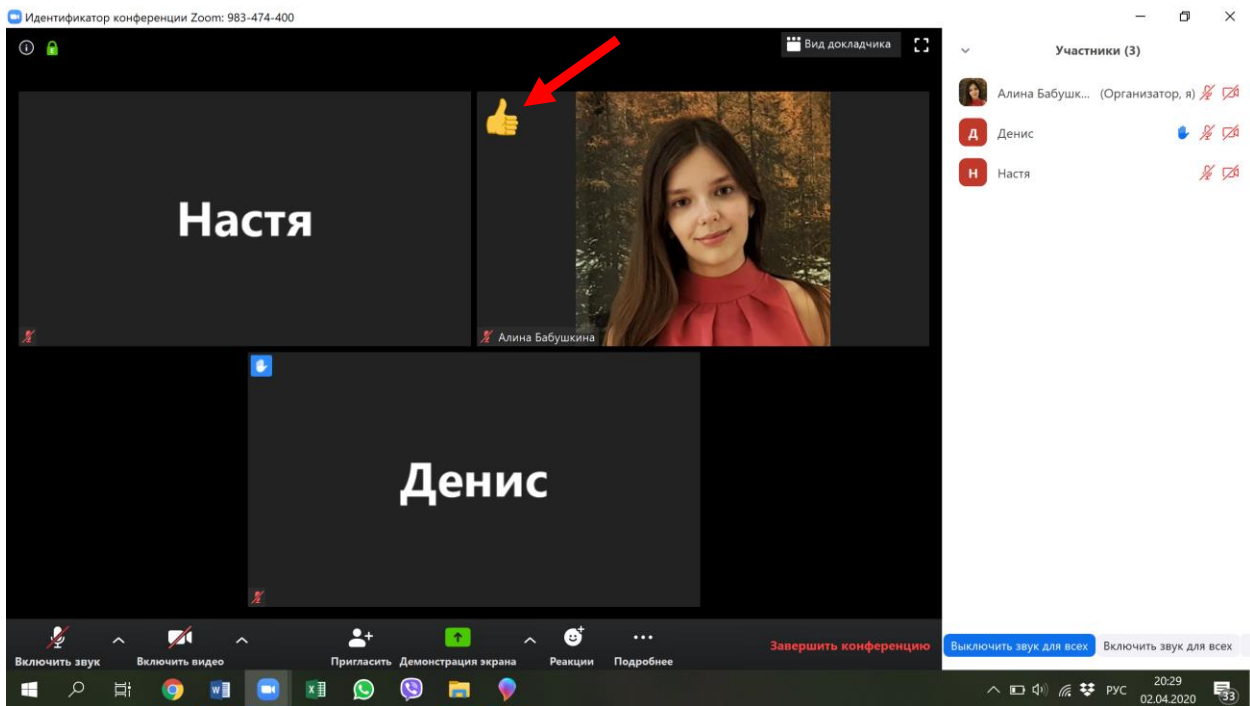 Идентификатор конференции Zoom: 983-474-400
Вид докладчика
Участники (3)
Алина Бабушк... (Организатор, я)
Д Денис
Н Настя
Настя
Алина Бабушкина
Денис
Включить звук
Включить видео
Пригласить
Демонстрация экрана
Реакции
Подробнее
Завершить конференцию
Выключить звук для всех
Включить звук для всех
РУС
20:29
02.04.2020
33